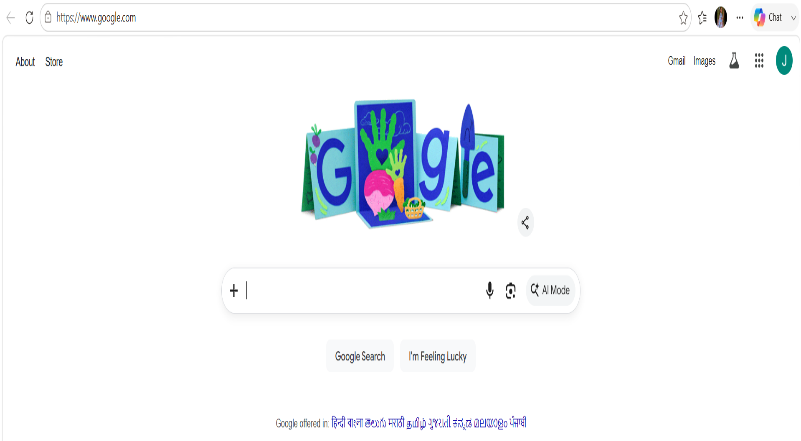 https://www.google.com
Chat
About Store
Gmail Images
J
Google
AI Mode
Google Search I'm Feeling Lucky
Google offered in: हिन्दी বাংলা తెలుగు मराठी தமிழ் ગુજરાતી ಕನ್ನಡ മലയാളം ਪੰਜਾਬੀ